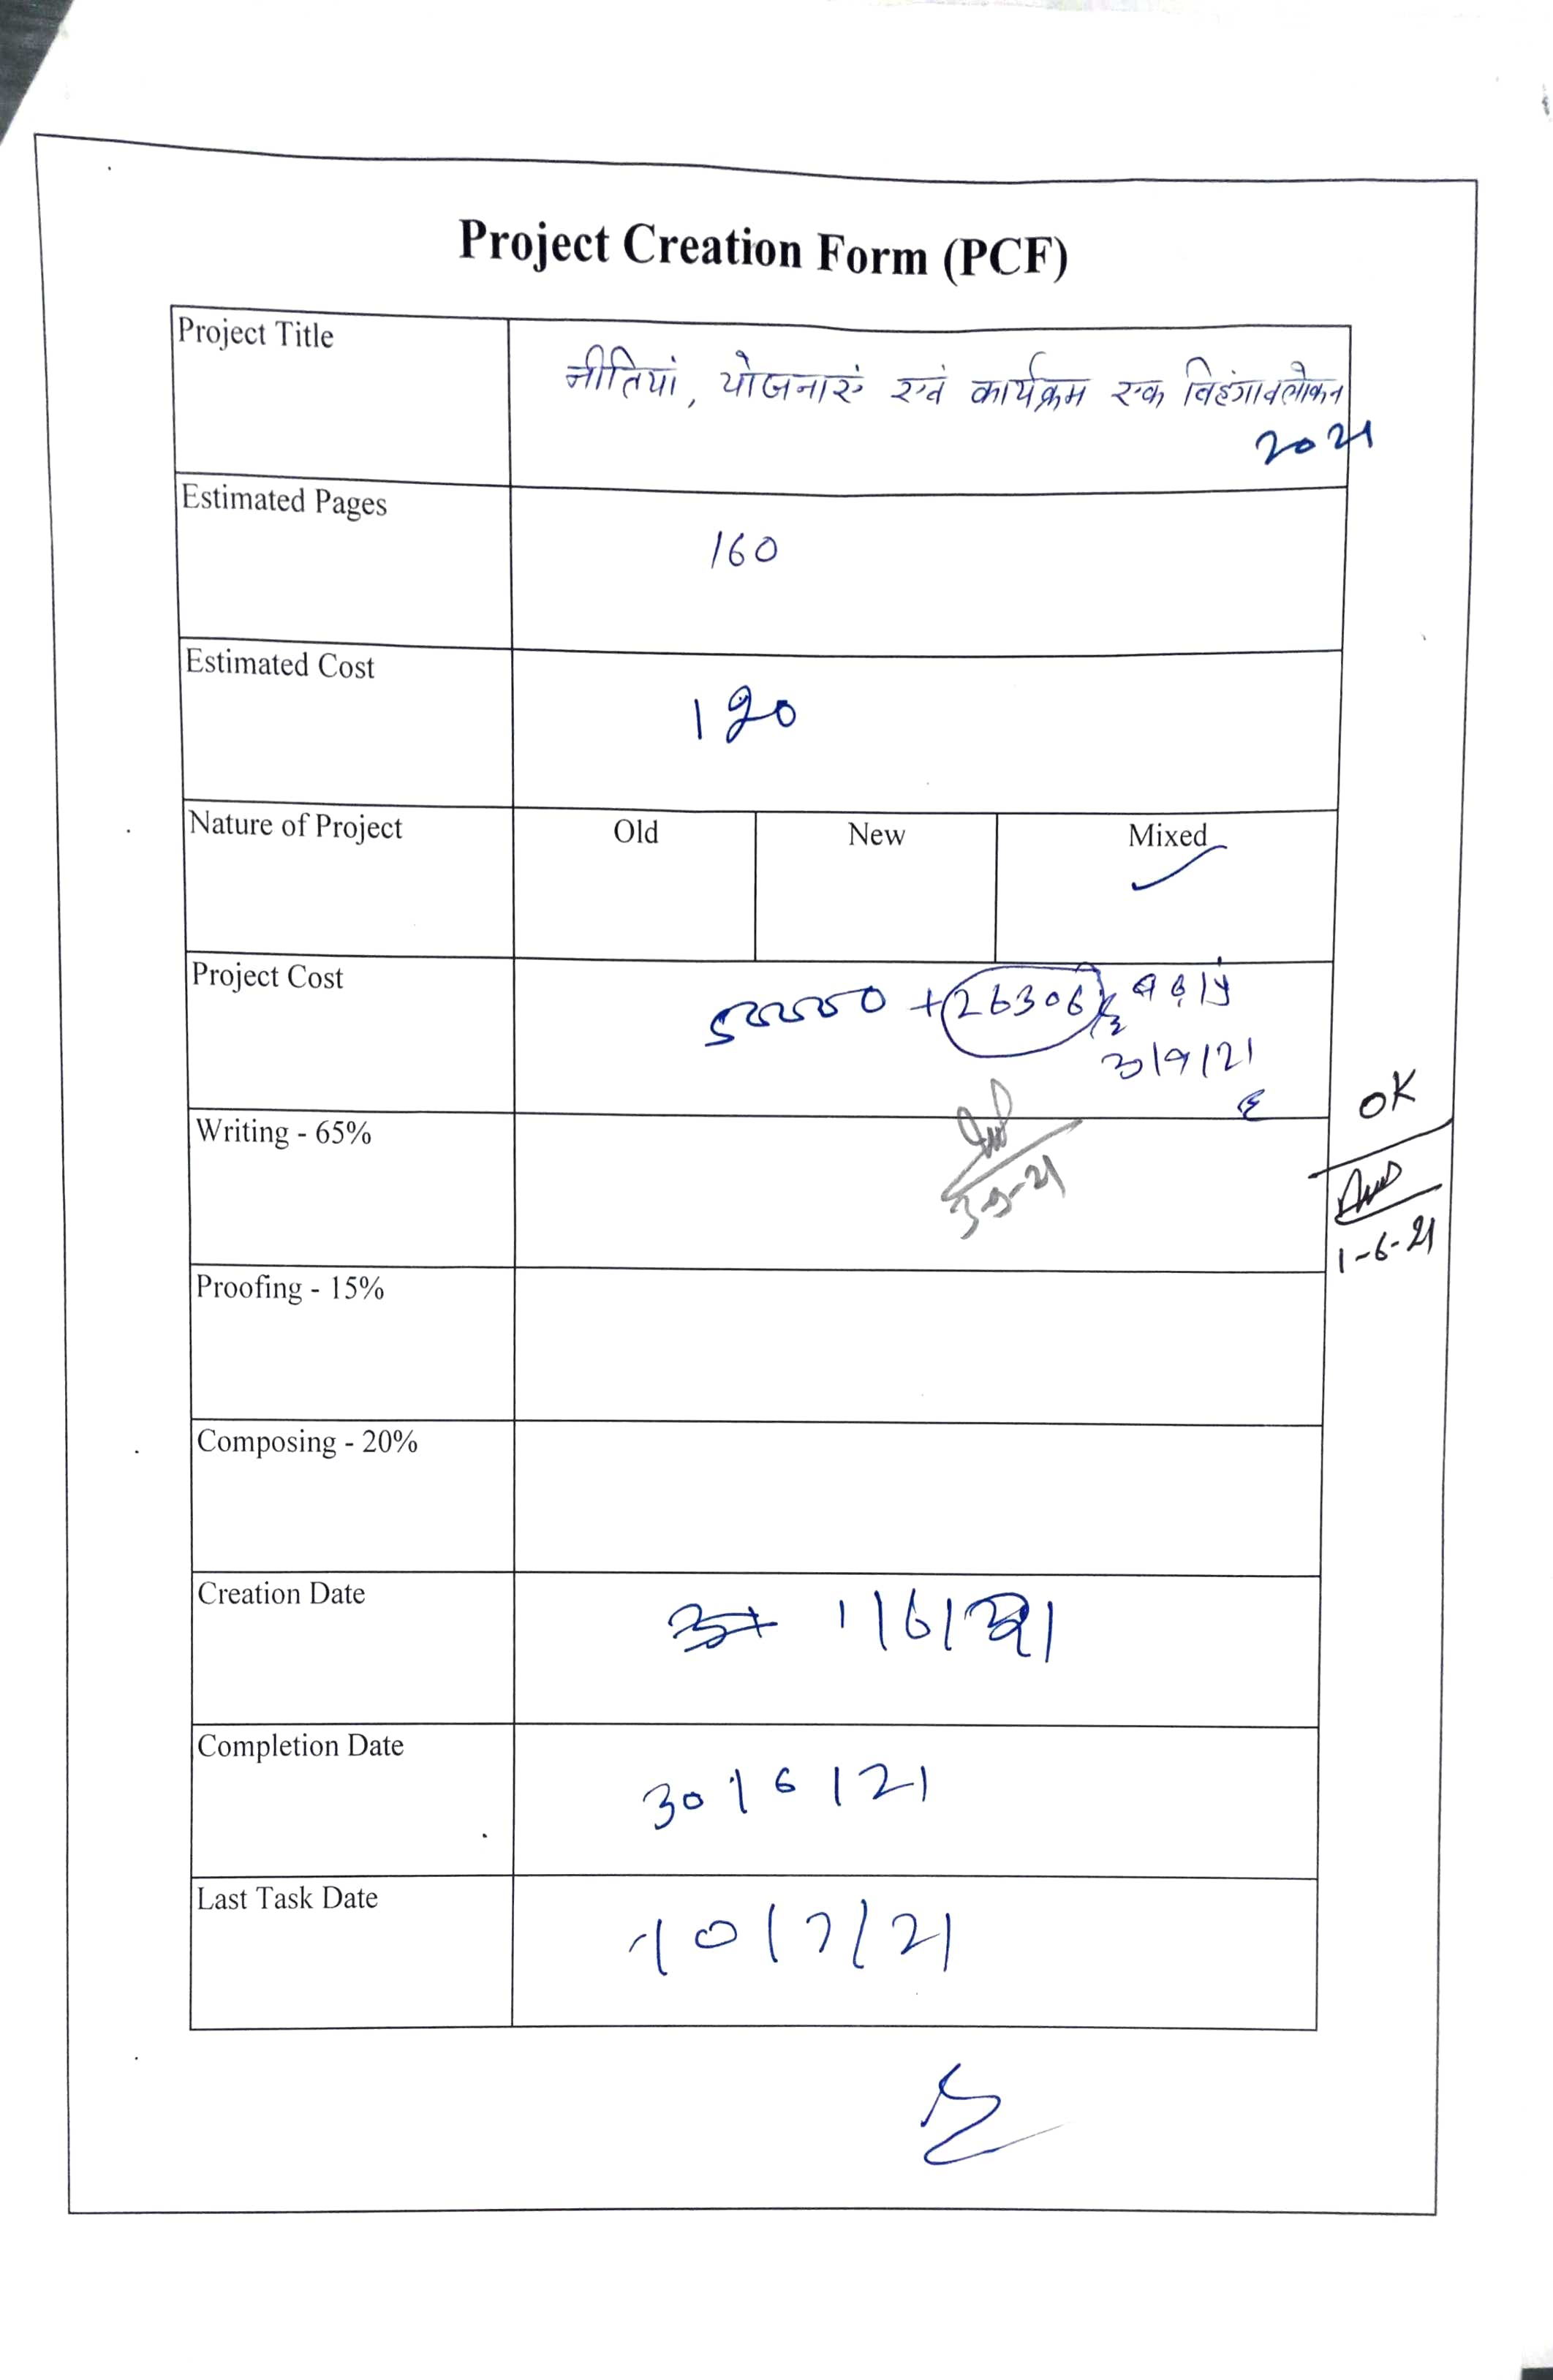 Project Creation Form (PCF)
Project Title
नीतियां, योजनाएं एवं कार्यक्रम एक विहंगावलोकन
2021
Estimated Pages
160
Estimated Cost
120
Nature of Project Old New Mixed
Project Cost
+ 26306
3/9/21
Writing - 65%
3-9-21
OK
1-6-21
Proofing - 15%
Composing - 20%
Creation Date
1/6/21
Completion Date
30/6/21
Last Task Date
10/7/21